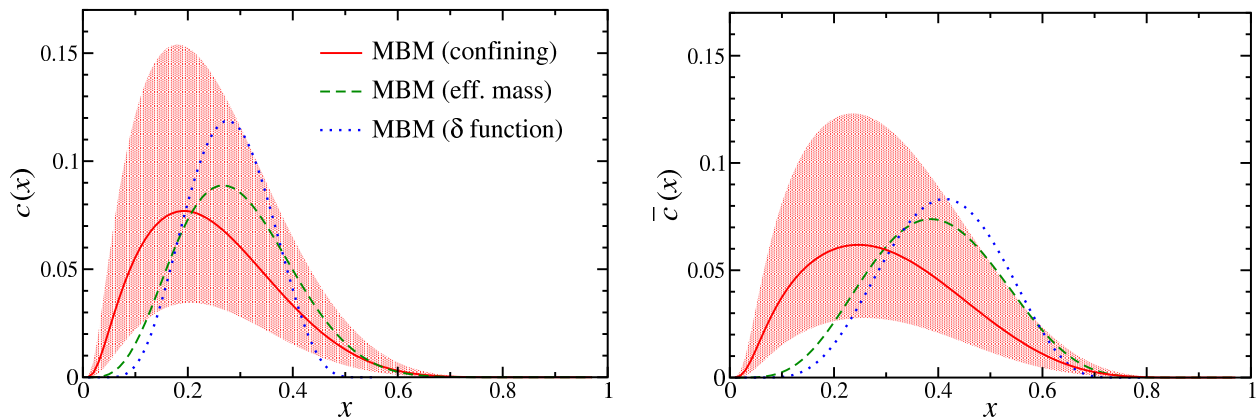 0.15
0.1
0.05
0
c(x)
MBM (confining)
MBM (eff. mass)
MBM (δ function)
0 0.2 0.4 0.6 0.8 1
x
0.15
0.1
0.05
0
c̄(x)
0 0.2 0.4 0.6 0.8 1
x